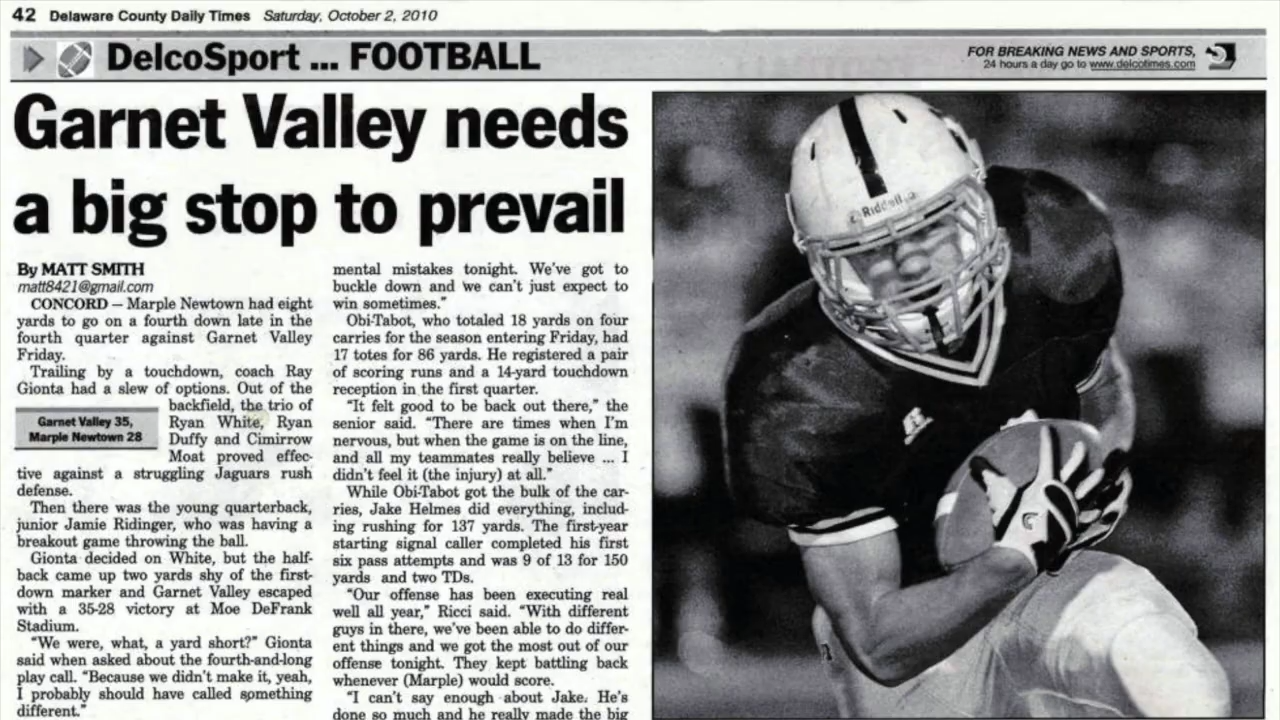 42 Delaware County Daily Times Saturday, October 2, 2010
DelcoSport ... FOOTBALL
FOR BREAKING NEWS AND SPORTS,
24 hours a day go to www.delcotimes.com
Garnet Valley needs
a big stop to prevail
By MATT SMITH
matt8421@gmail.com
CONCORD — Marple Newtown had eight
yards to go on a fourth down late in the
fourth quarter against Garnet Valley
Friday.
Trailing by a touchdown, coach Ray
Gionta had a slew of options. Out of the
backfield, the trio of
Ryan White, Ryan
Duffy and Cimirrow
Moat proved effec-
tive against a struggling Jaguars rush
defense.
Garnet Valley 35,
Marple Newtown 28
Then there was the young quarterback,
junior Jamie Ridinger, who was having a
breakout game throwing the ball.
Gionta decided on White, but the half-
back came up two yards shy of the first-
down marker and Garnet Valley escaped
with a 35-28 victory at Moe DeFrank
Stadium.
"We were, what, a yard short?" Gionta
said when asked about the fourth-and-long
play call. "Because we didn't make it, yeah,
I probably should have called something
different."
mental mistakes tonight. We've got to
buckle down and we can't just expect to
win sometimes."
Obi-Tabot, who totaled 18 yards on four
carries for the season entering Friday, had
17 totes for 86 yards. He registered a pair
of scoring runs and a 14-yard touchdown
reception in the first quarter.
"It felt good to be back out there," the
senior said. "There are times when I'm
nervous, but when the game is on the line,
and all my teammates really believe ... I
didn't feel it (the injury) at all."
While Obi-Tabot got the bulk of the car-
ries, Jake Helmes did everything, includ-
ing rushing for 137 yards. The first-year
starting signal caller completed his first
six pass attempts and was 9 of 13 for 150
yards and two TDs.
"Our offense has been executing real
well all year," Ricci said. "With different
guys in there, we've been able to do differ-
ent things and we got the most out of our
offense tonight. They kept battling back
whenever (Marple) would score.
"I can't say enough about Jake. He's
done so much and he really made the big
Riddell